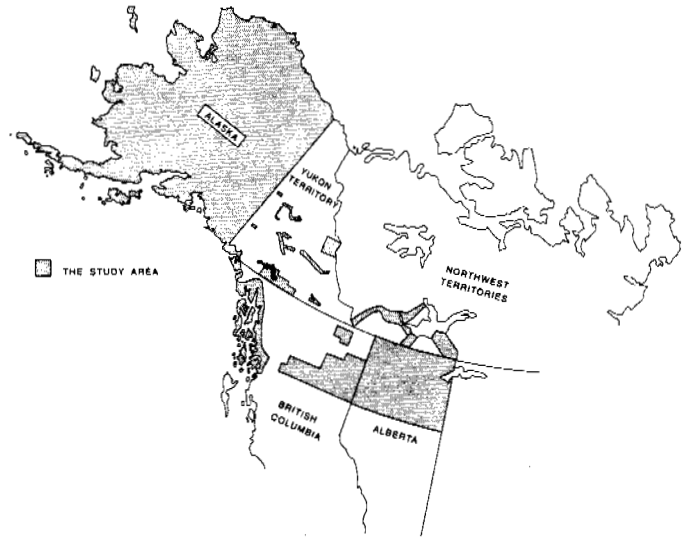 ALASKA
YUKON
TERRITORY
THE STUDY AREA
NORTHWEST
TERRITORIES
BRITISH
COLUMBIA
ALBERTA